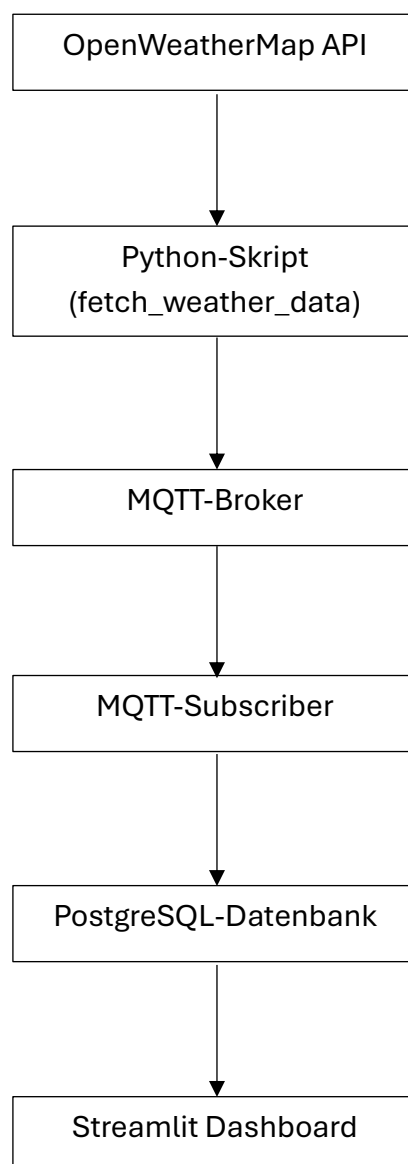 OpenWeatherMap API
Python-Skript
(fetch_weather_data)
MQTT-Broker
MQTT-Subscriber
PostgreSQL-Datenbank
Streamlit Dashboard